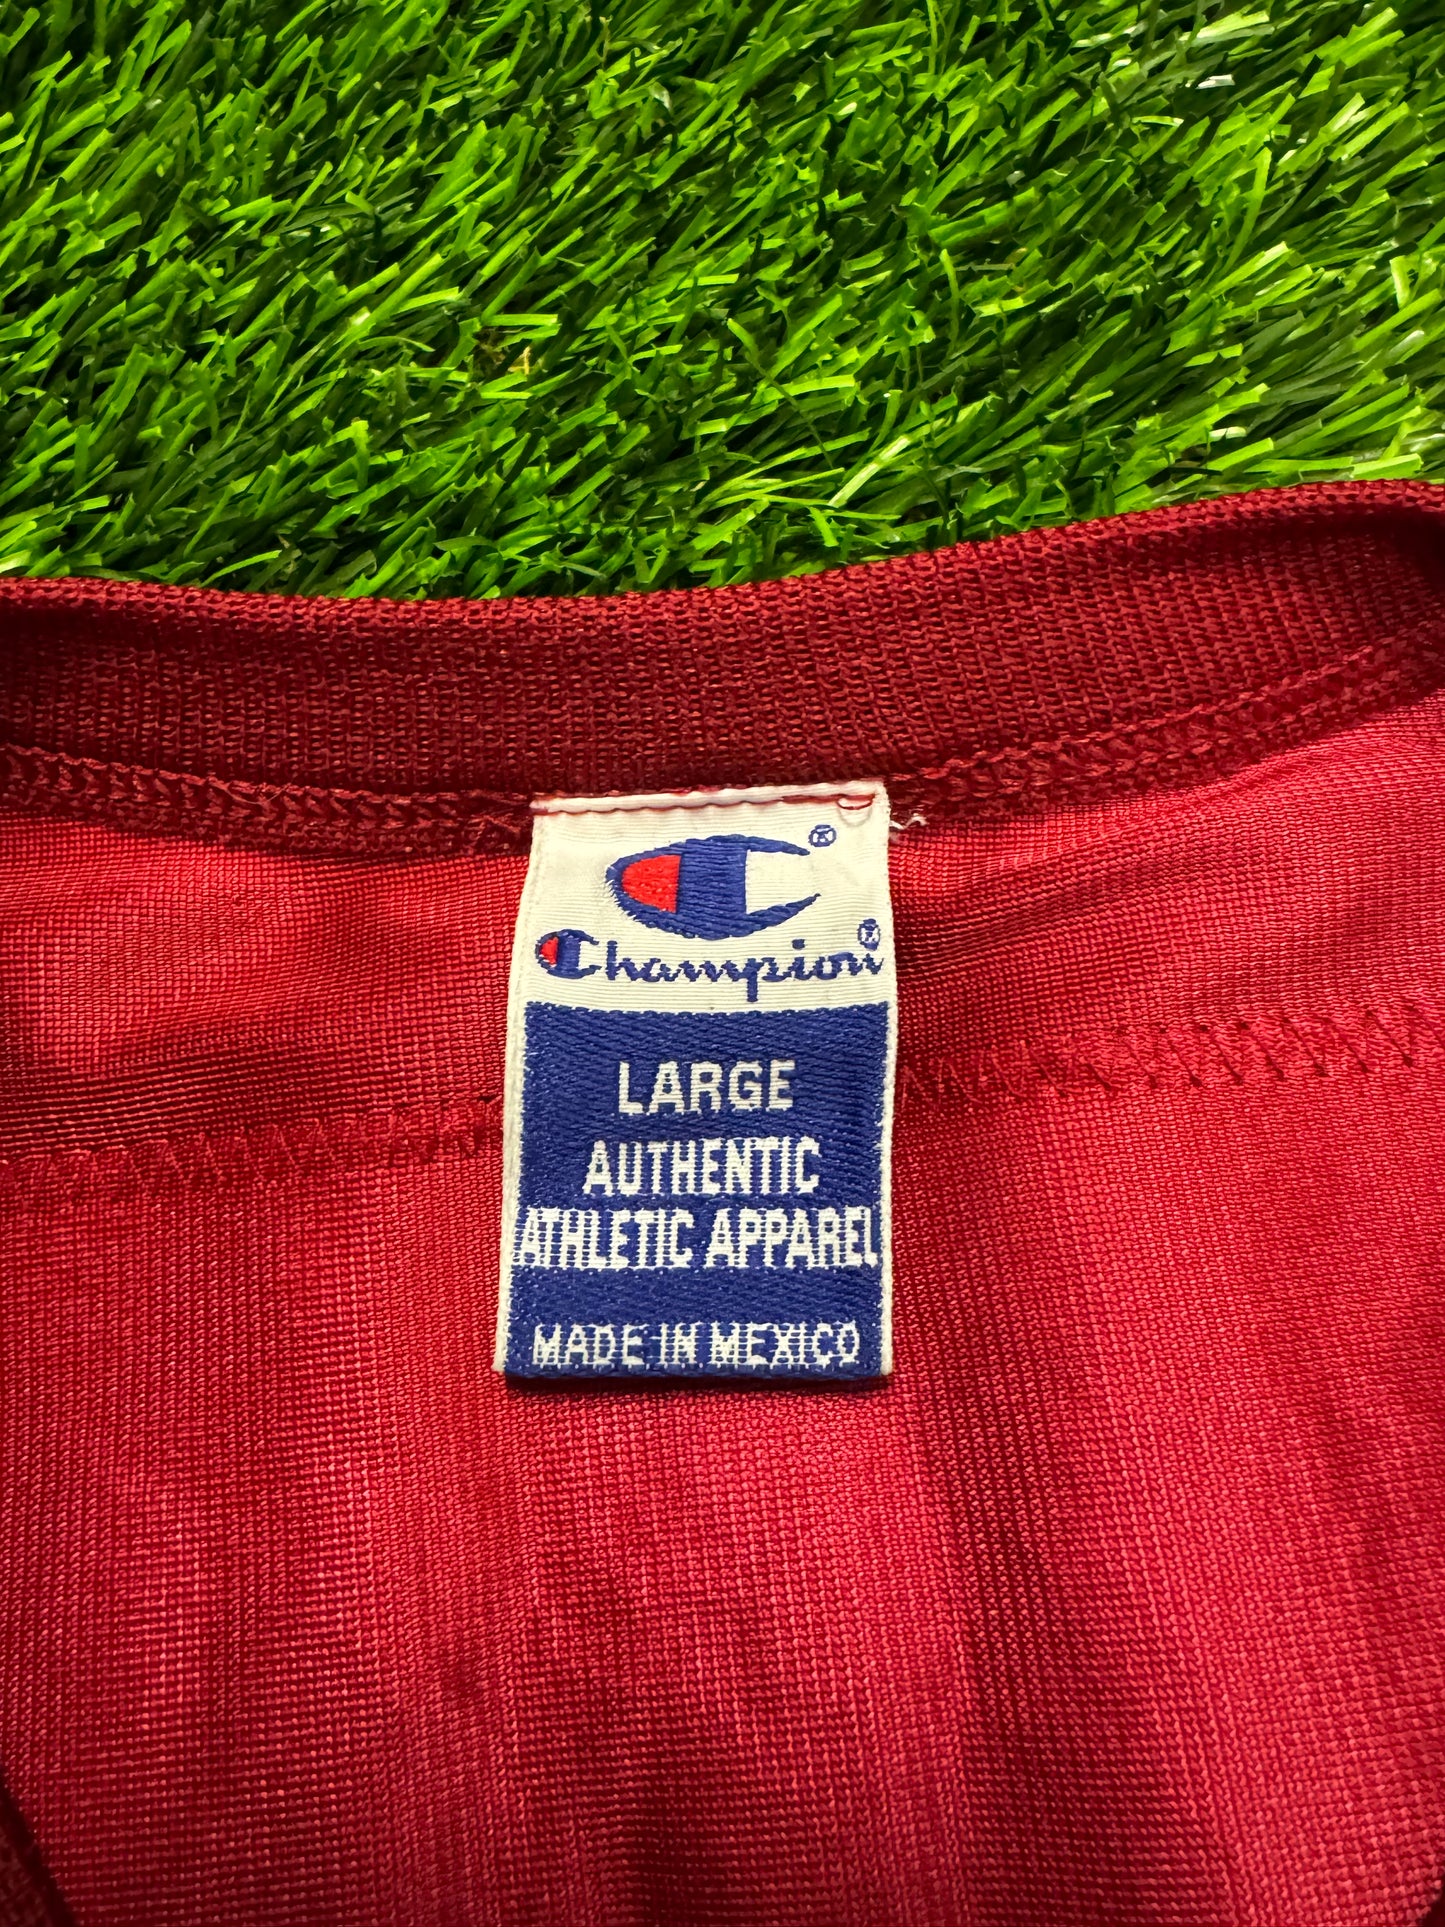 Champion
LARGE
AUTHENTIC
ATHLETIC APPAREL
MADE IN MEXICO